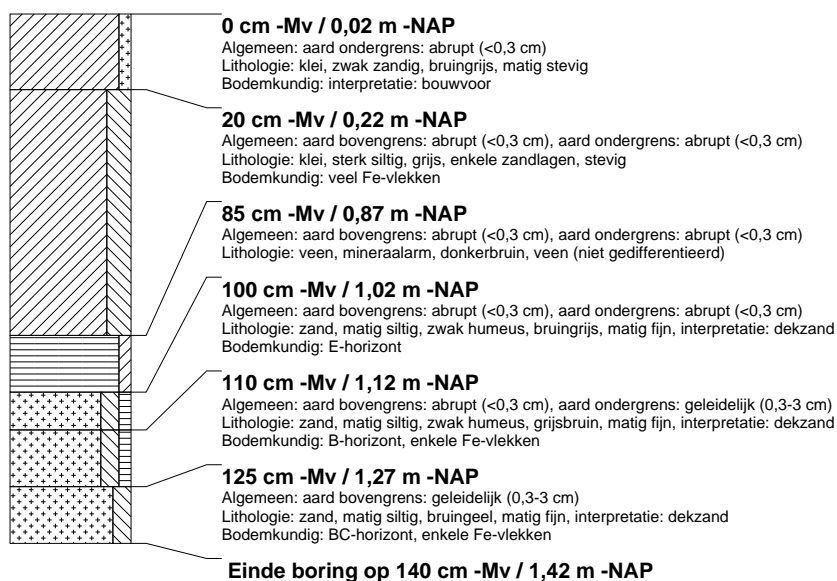 0 cm -Mv / 0,02 m -NAP
Algemeen: aard ondergrens: abrupt (<0,3 cm)
Lithologie: klei, zwak zandig, bruingrijs, matig stevig
Bodemkundig: interpretatie: bouwvoor
20 cm -Mv / 0,22 m -NAP
Algemeen: aard bovengrens: abrupt (<0,3 cm), aard ondergrens: abrupt (<0,3 cm)
Lithologie: klei, sterk siltig, grijs, enkele zandlagen, stevig
Bodemkundig: veel Fe-vlekken
85 cm -Mv / 0,87 m -NAP
Algemeen: aard bovengrens: abrupt (<0,3 cm), aard ondergrens: abrupt (<0,3 cm)
Lithologie: veen, mineraalarm, donkerbruin, veen (niet gedifferentieerd)
100 cm -Mv / 1,02 m -NAP
Algemeen: aard bovengrens: abrupt (<0,3 cm), aard ondergrens: abrupt (<0,3 cm)
Lithologie: zand, matig siltig, zwak humeus, bruingrijs, matig fijn, interpretatie: dekzand
Bodemkundig: E-horizont
110 cm -Mv / 1,12 m -NAP
Algemeen: aard bovengrens: abrupt (<0,3 cm), aard ondergrens: geleidelijk (0,3-3 cm)
Lithologie: zand, matig siltig, zwak humeus, grijsbruin, matig fijn, interpretatie: dekzand
Bodemkundig: B-horizont, enkele Fe-vlekken
125 cm -Mv / 1,27 m -NAP
Algemeen: aard bovengrens: geleidelijk (0,3-3 cm)
Lithologie: zand, matig siltig, bruingeel, matig fijn, interpretatie: dekzand
Bodemkundig: BC-horizont, enkele Fe-vlekken
Einde boring op 140 cm -Mv / 1,42 m -NAP